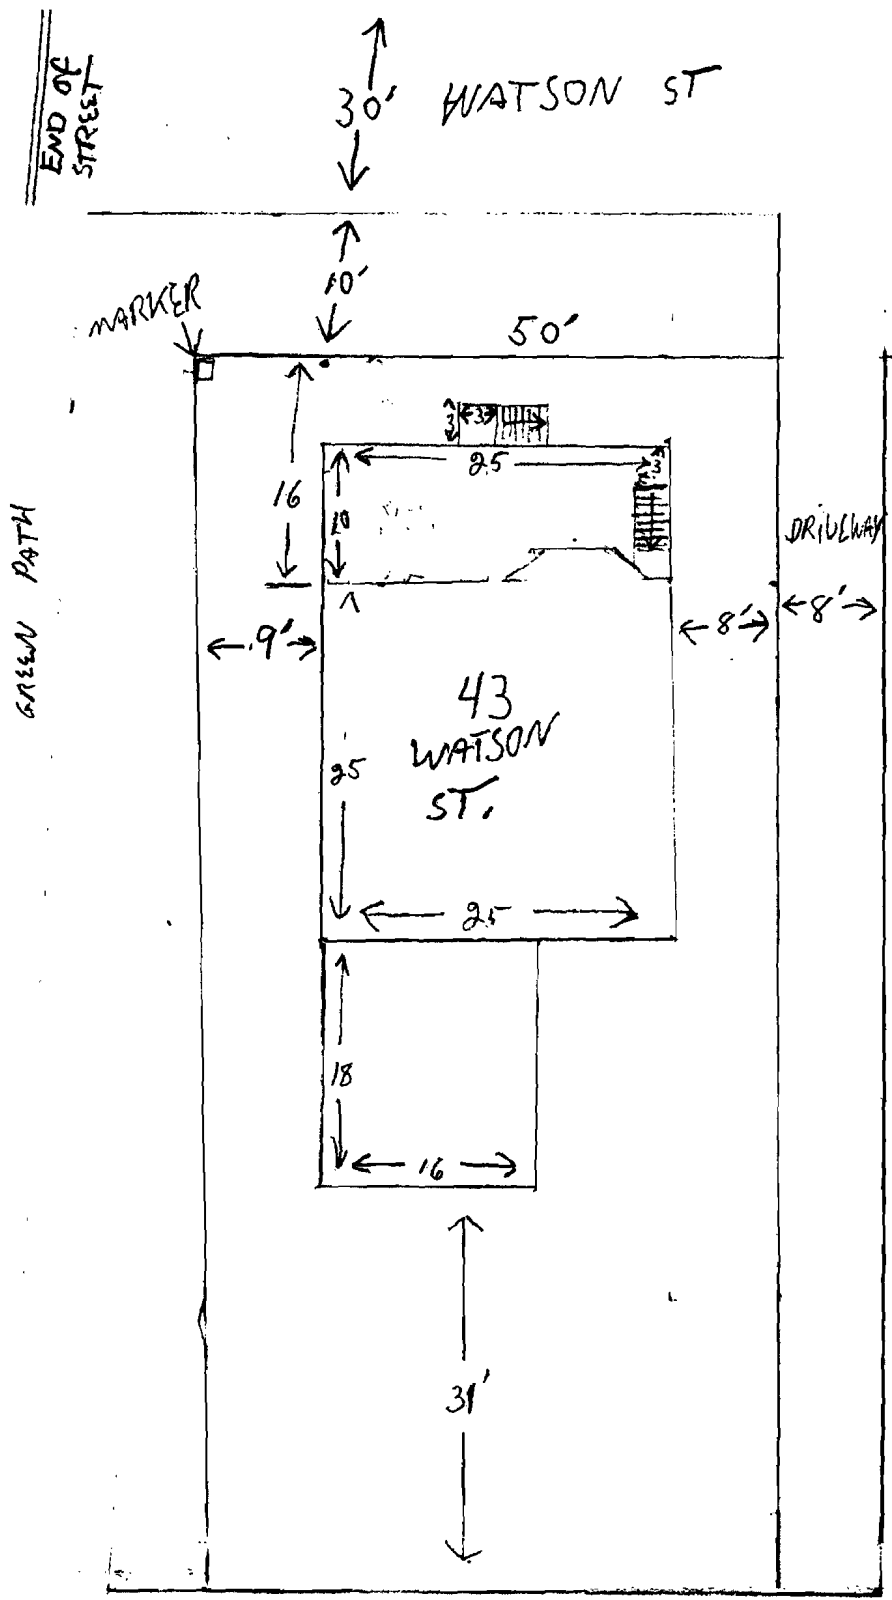 END OF
STREET
30' WATSON ST
10'
MARKER
50'
3 3
25
3
16
10
GREEN PATH
DRIVEWAY
9'
8'
8'
43
WATSON
ST.
25
25
18
16
31'